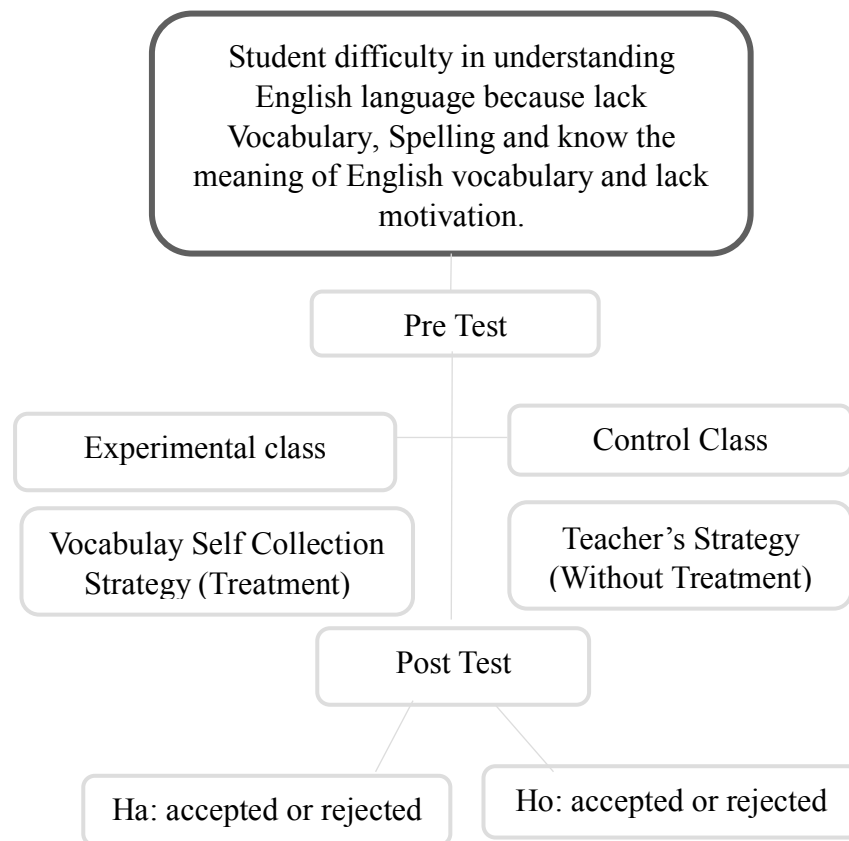 Student difficulty in understanding
English language because lack
Vocabulary, Spelling and know the
meaning of English vocabulary and lack
motivation.
Pre Test
Experimental class
Control Class
Vocabulay Self Collection
Strategy (Treatment)
Teacher’s Strategy
(Without Treatment)
Post Test
Ha: accepted or rejected
Ho: accepted or rejected